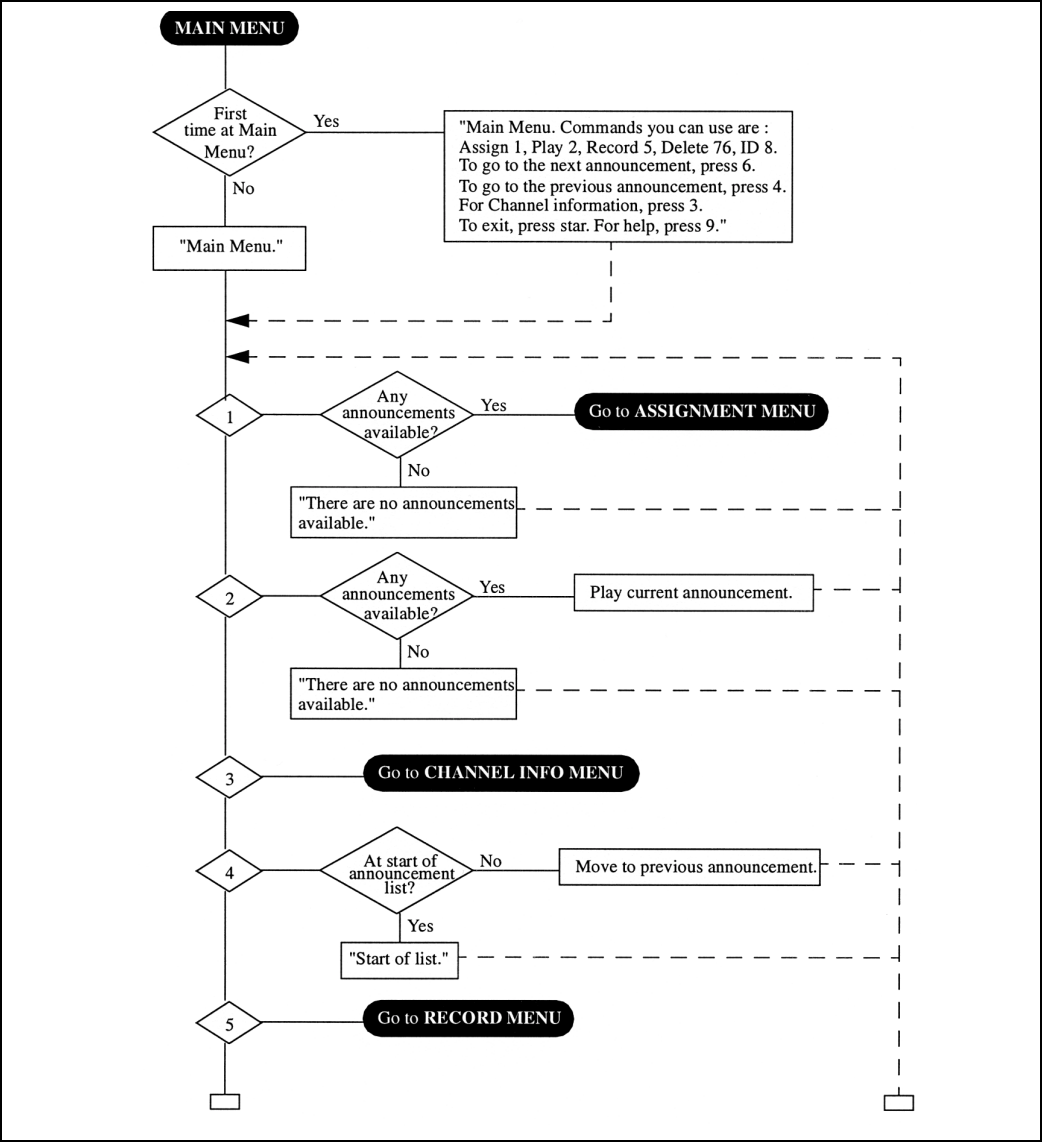 MAIN MENU
First
time at Main
Menu?
Yes
"Main Menu. Commands you can use are :
Assign 1, Play 2, Record 5, Delete 76, ID 8.
To go to the next announcement, press 6.
To go to the previous announcement, press 4.
For Channel information, press 3.
To exit, press star. For help, press 9."
No
"Main Menu."
1
Any
announcements
available?
Yes
Go to ASSIGNMENT MENU
No
"There are no announcements
available."
2
Any
announcements
available?
Yes
Play current announcement.
No
"There are no announcements
available."
3
Go to CHANNEL INFO MENU
4
At start of
announcement
list?
No
Move to previous announcement.
Yes
"Start of list."
5
Go to RECORD MENU